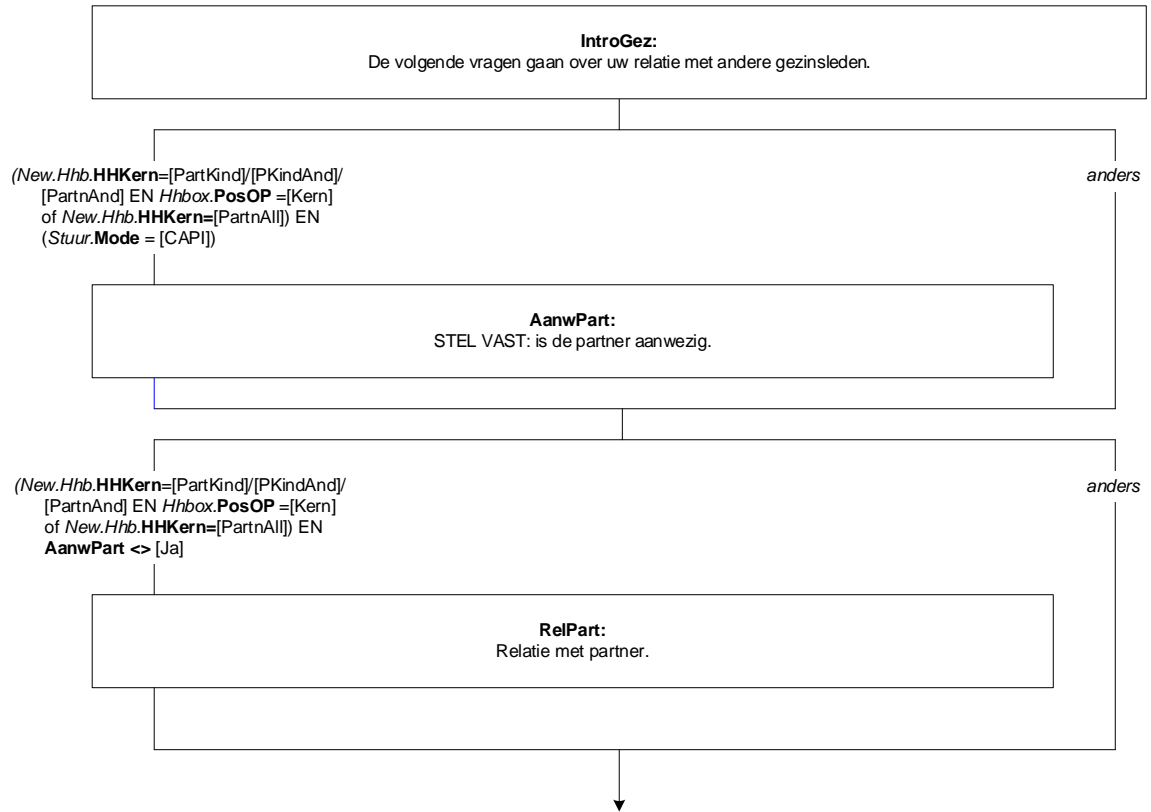 IntroGez:
De volgende vragen gaan over uw relatie met andere gezinsleden.
(New.Hhb.HHKern=[PartKind]/[PKindAnd]/
[PartnAnd] EN Hhbox.PosOP =[Kern]
of New.Hhb.HHKern=[PartnAll]) EN
(Stuur.Mode = [CAPI])
anders
AanwPart:
STEL VAST: is de partner aanwezig.
(New.Hhb.HHKern=[PartKind]/[PKindAnd]/
[PartnAnd] EN Hhbox.PosOP =[Kern]
of New.Hhb.HHKern=[PartnAll]) EN
AanwPart <> [Ja]
anders
RelPart:
Relatie met partner.